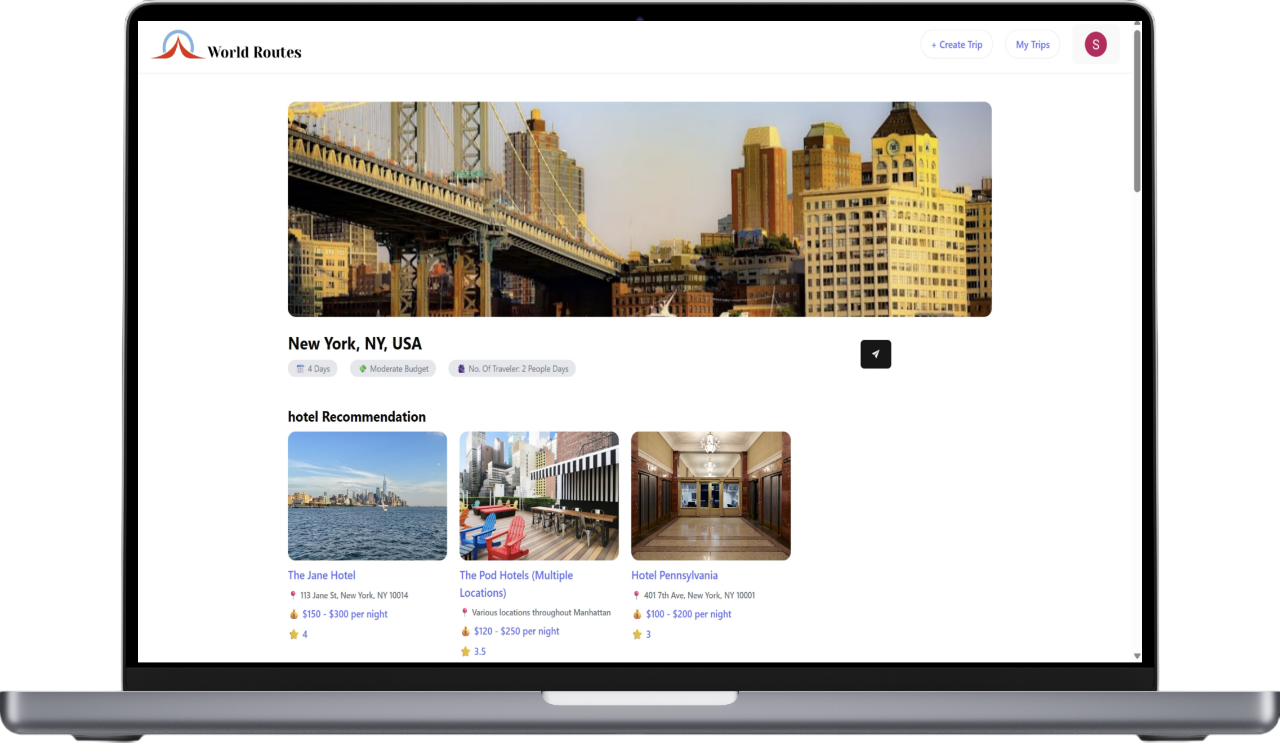 World Routes
+ Create Trip
My Trips
S
New York, NY, USA
4 Days
Moderate Budget
No. Of Traveler: 2 People Days
hotel Recommendation
The Jane Hotel
113 Jane St, New York, NY 10014
$150 - $300 per night
4
The Pod Hotels (Multiple
Locations)
Various locations throughout Manhattan
$120 - $250 per night
3.5
Hotel Pennsylvania
401 7th Ave, New York, NY 10001
$100 - $200 per night
3